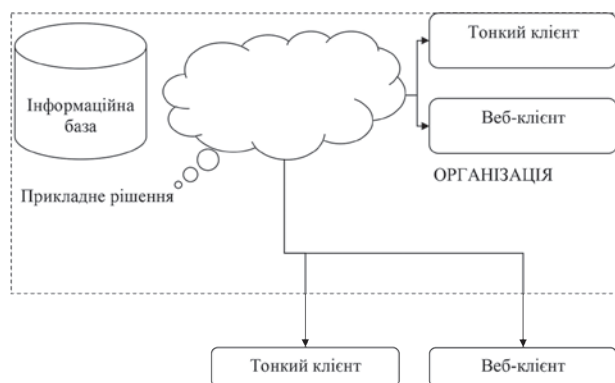 Тонкий клієнт
Інформаційна
база
Веб-клієнт
ОРГАНІЗАЦІЯ
Прикладне рішення
Тонкий клієнт
Веб-клієнт